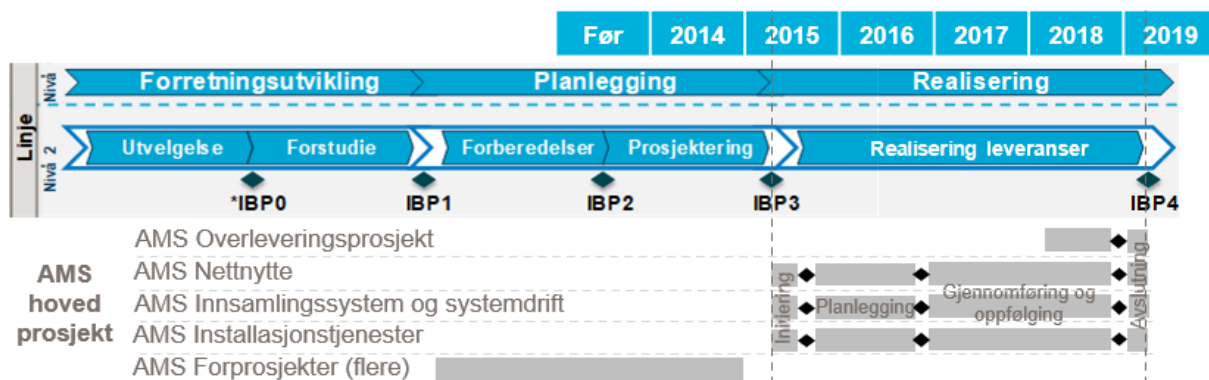 Før 2014 2015 2016 2017 2018 2019
Linje
Nivå
Forretningsutvikling Planlegging Realisering
Nivå 2
Utvelgelse Forstudie Forberedelser Prosjektering Realisering leveranser
*IBP0 IBP1 IBP2 IBP3 IBP4
AMS
hoved
prosjekt
AMS Overleveringsprosjekt
AMS Nettnytte
AMS Innsamlingssystem og systemdrift
AMS Installasjonstjenester
AMS Forprosjekter (flere)
Initiering
Planlegging
Gjennomføring og
oppfølging
Avslutning